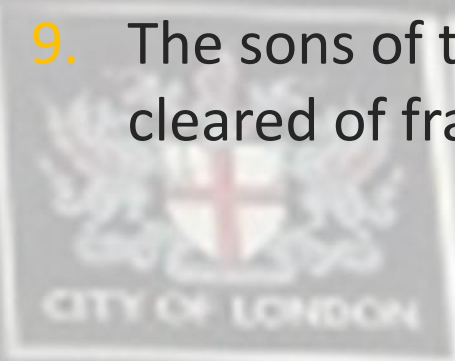 9. The sons of t
cleared of fra
CITY OF LONDON